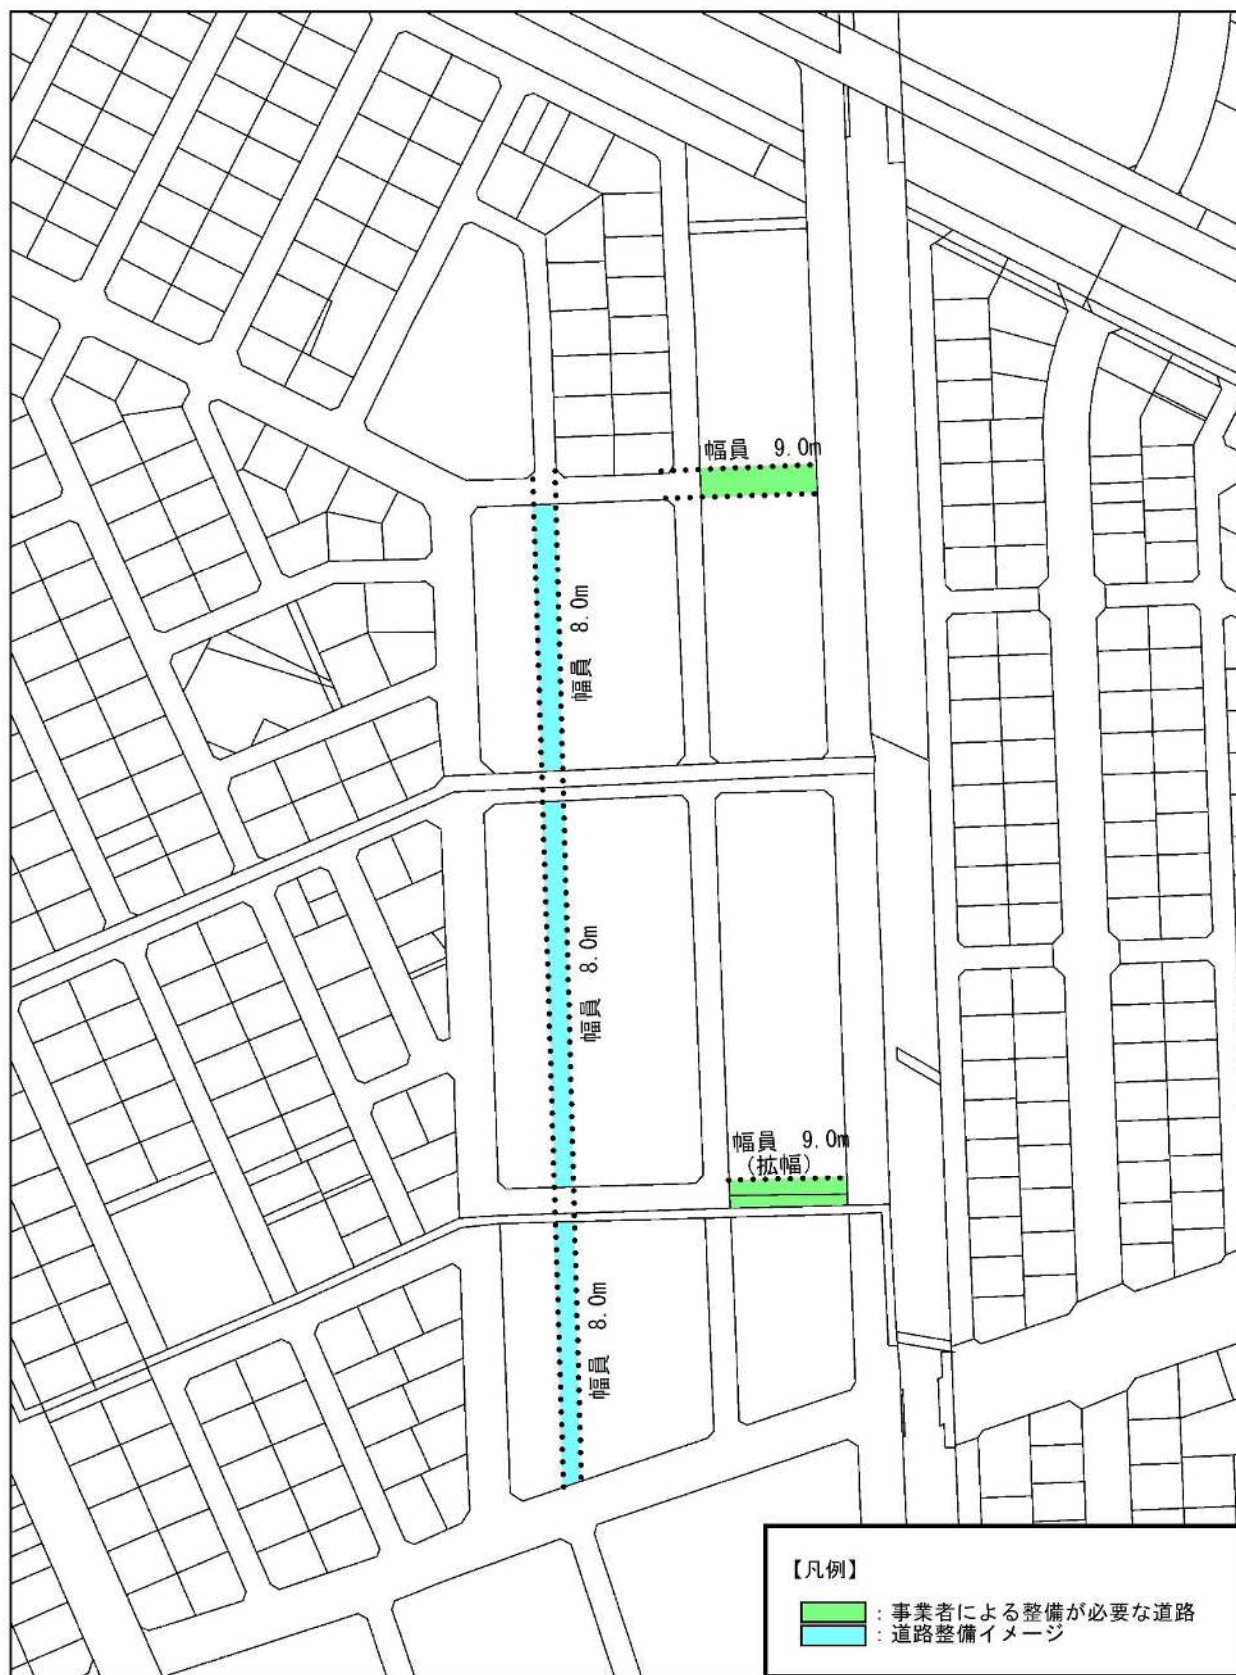 幅員 9.0m
幅員 8.0m
幅員 8.0m
幅員 9.0m
(拡幅)
幅員 8.0m
【凡例】
：事業者による整備が必要な道路
：道路整備イメージ